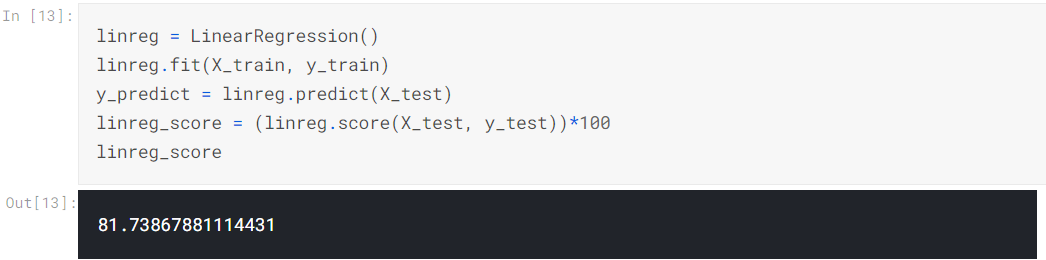 In [13]:
linreg = LinearRegression()
linreg.fit(X_train, y_train)
y_predict = linreg.predict(X_test)
linreg_score = (linreg.score(X_test, y_test))*100
linreg_score
Out[13]:
81.73867881114431